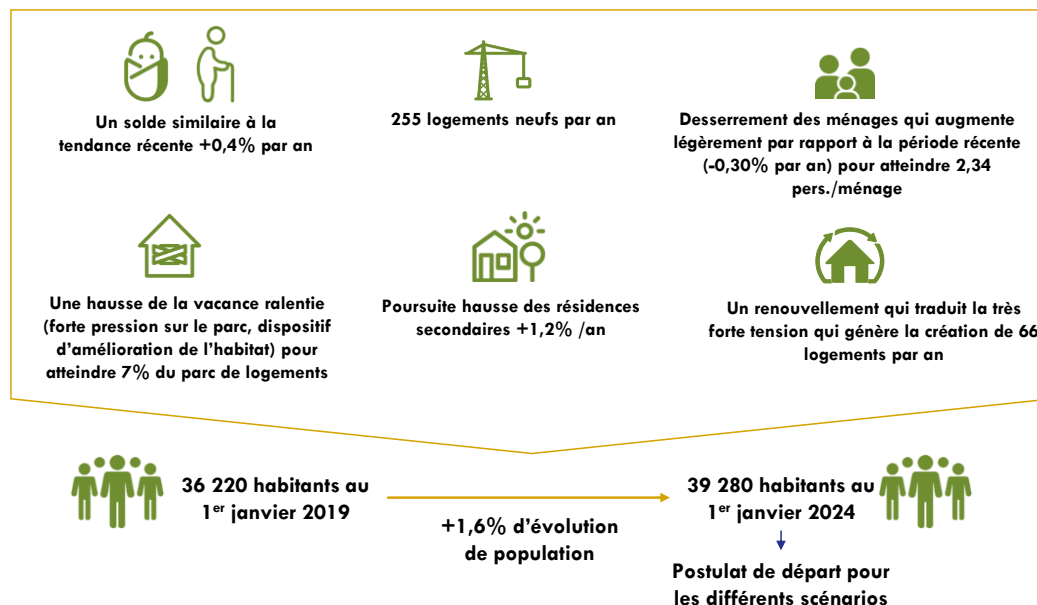 Un solde similaire à la
tendance récente +0,4% par an
255 logements neufs par an
Desserrement des ménages qui augmente
légèrement par rapport à la période récente
(-0,30% par an) pour atteindre 2,34
pers./ménage
Une hausse de la vacance ralentie
(forte pression sur le parc, dispositif
d’amélioration de l’habitat) pour
atteindre 7% du parc de logements
Poursuite hausse des résidences
secondaires +1,2% /an
Un renouvellement qui traduit la très
forte tension qui génère la création de 66
logements par an
36 220 habitants au
1er janvier 2019
+1,6% d’évolution
de population
39 280 habitants au
1er janvier 2024
Postulat de départ pour
les différents scénarios